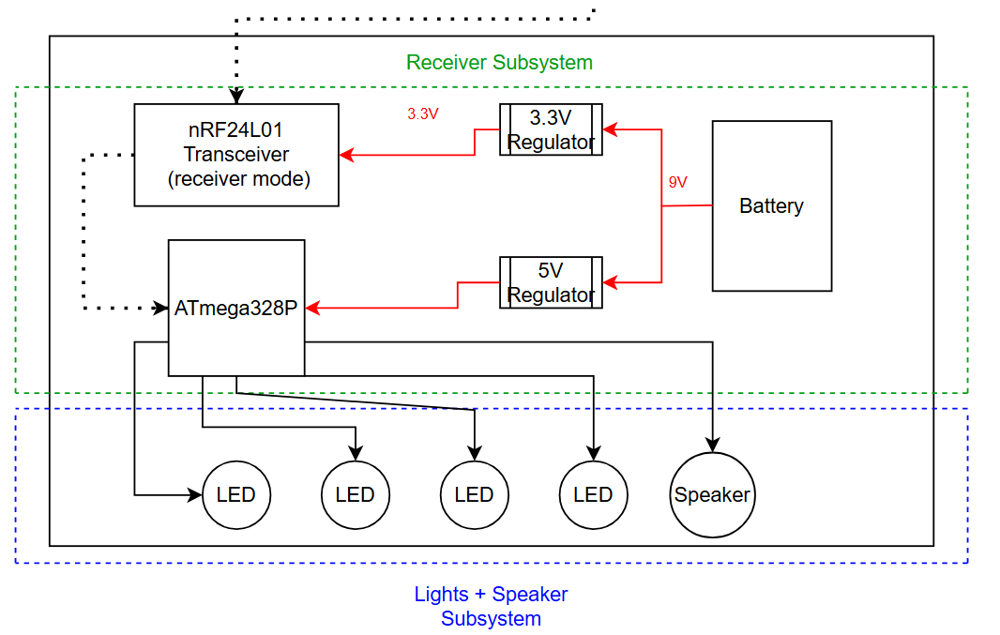 Receiver Subsystem
nRF24L01
Transceiver
(receiver mode)
3.3V
3.3V
Regulator
9V
Battery
5V
Regulator
ATmega328P
LED
LED
LED
LED
Speaker
Lights + Speaker
Subsystem